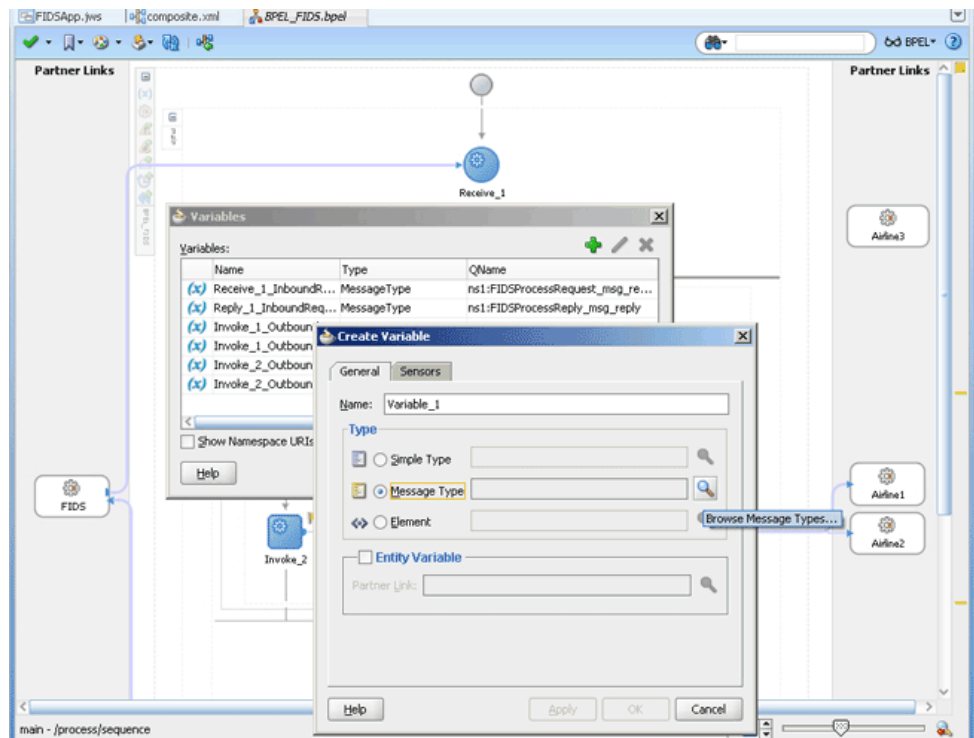 FIDSApp.jws composite.xml BPEL_FIDS.bpel
BPEL
Partner Links
Partner Links
Receive_1
Airline3
Variables
Variables:
Name Type QName
(x) Receive_1_InboundR... MessageType ns1:FIDSProcessRequest_msg_re...
(x) Reply_1_InboundReq... MessageType ns1:FIDSProcessReply_msg_reply
(x) Invoke_1_Outboun
(x) Invoke_1_Outboun
(x) Invoke_2_Outboun
(x) Invoke_2_Outboun
Show Namespace URIs
Help
Create Variable
General Sensors
Name: Variable_1
Type
Simple Type
Message Type
Element
Browse Message Types...
Entity Variable
Partner Link:
Help Apply OK Cancel
FIDS
Invoke_2
Airline1
Airline2
main - /process/sequence